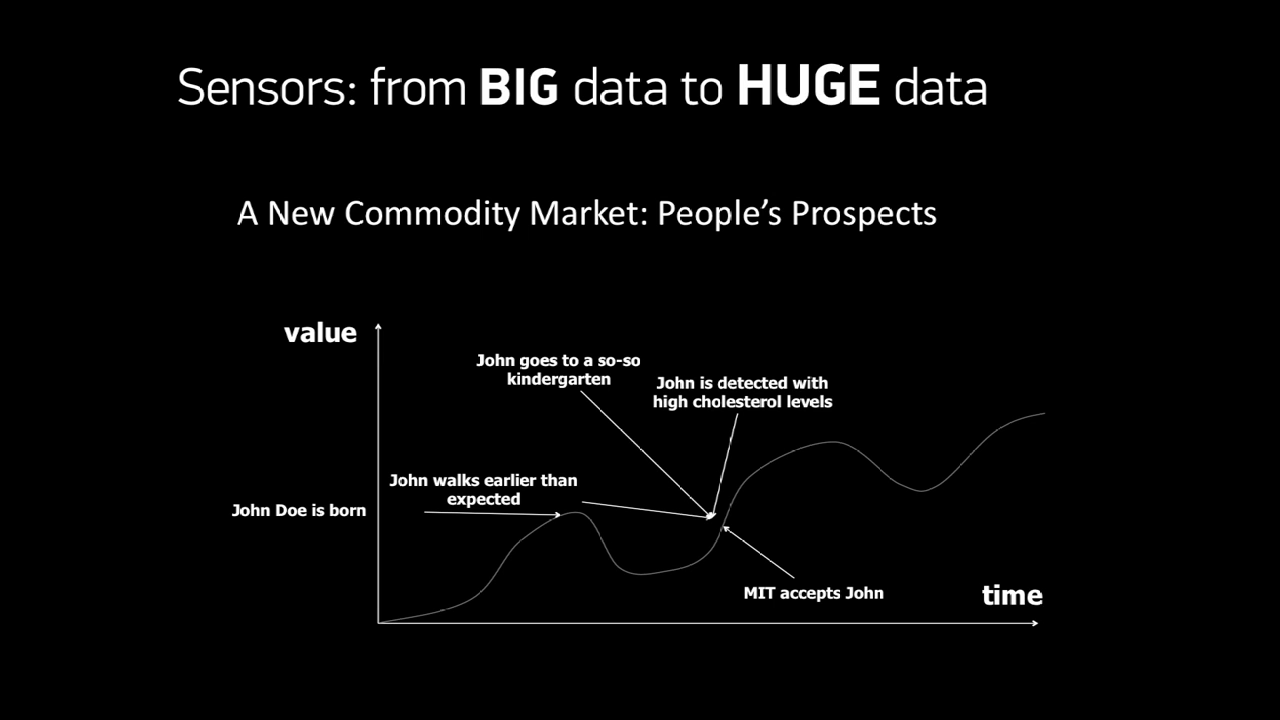 Sensors: from BIG data to HUGE data
A New Commodity Market: People’s Prospects
value
John goes to a so-so
kindergarten
John is detected with
high cholesterol levels
John walks earlier than
expected
John Doe is born
MIT accepts John
time